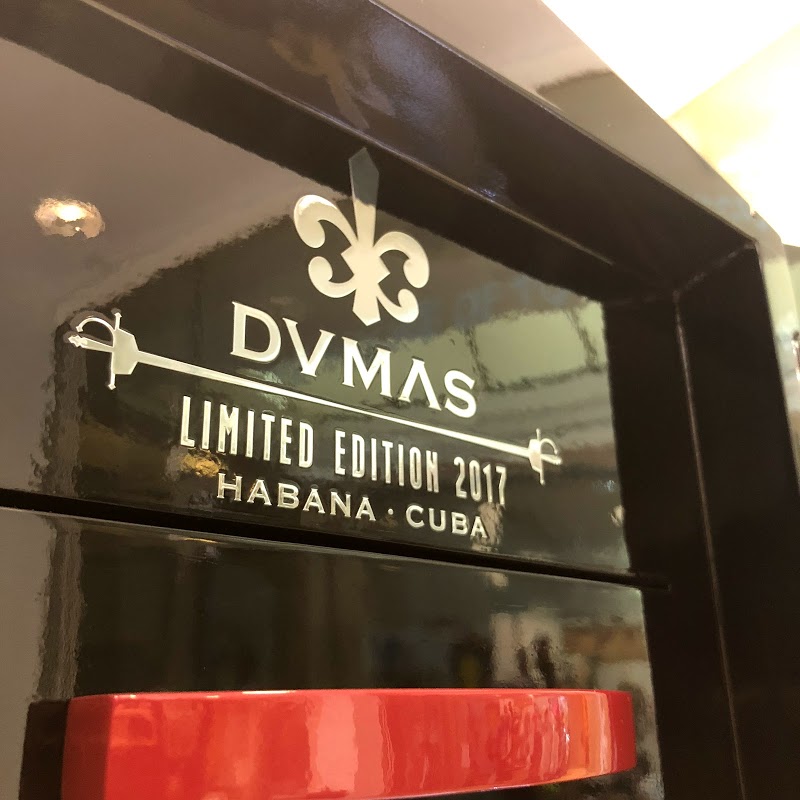 DVMAS
LIMITED EDITION 2017
HABANA · CUBA